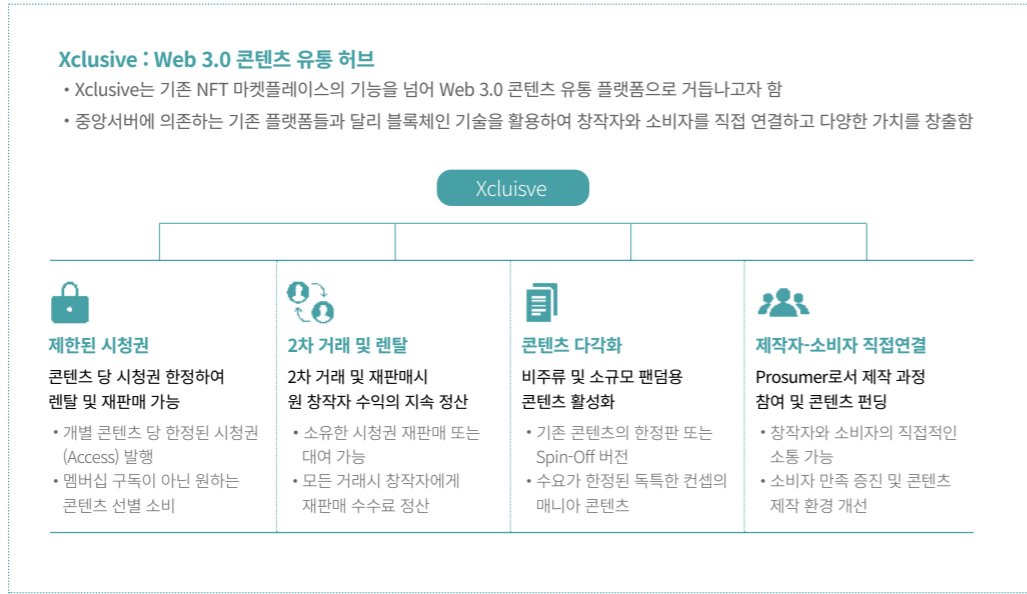 Xclusive : Web 3.0 콘텐츠 유통 허브
• Xclusive는 기존 NFT 마켓플레이스의 기능을 넘어 Web 3.0 콘텐츠 유통 플랫폼으로 거듭나고자 함
• 중앙서버에 의존하는 기존 플랫폼들과 달리 블록체인 기술을 활용하여 창작자와 소비자를 직접 연결하고 다양한 가치를 창출함
Xcluisve
제한된 시청권
콘텐츠 당 시청권 한정하여
렌탈 및 재판매 가능
• 개별 콘텐츠 당 한정된 시청권
(Access) 발행
• 멤버십 구독이 아닌 원하는
콘텐츠 선별 소비
2차 거래 및 렌탈
2차 거래 및 재판매시
원 창작자 수익의 지속 정산
• 소유한 시청권 재판매 또는
대여 가능
• 모든 거래시 창작자에게
재판매 수수료 정산
콘텐츠 다각화
비주류 및 소규모 팬덤용
콘텐츠 활성화
• 기존 콘텐츠의 한정판 또는
Spin-Off 버전
• 수요가 한정된 독특한 컨셉의
매니아 콘텐츠
제작자-소비자 직접연결
Prosumer로서 제작 과정
참여 및 콘텐츠 펀딩
• 창작자와 소비자의 직접적인
소통 가능
• 소비자 만족 증진 및 콘텐츠
제작 환경 개선